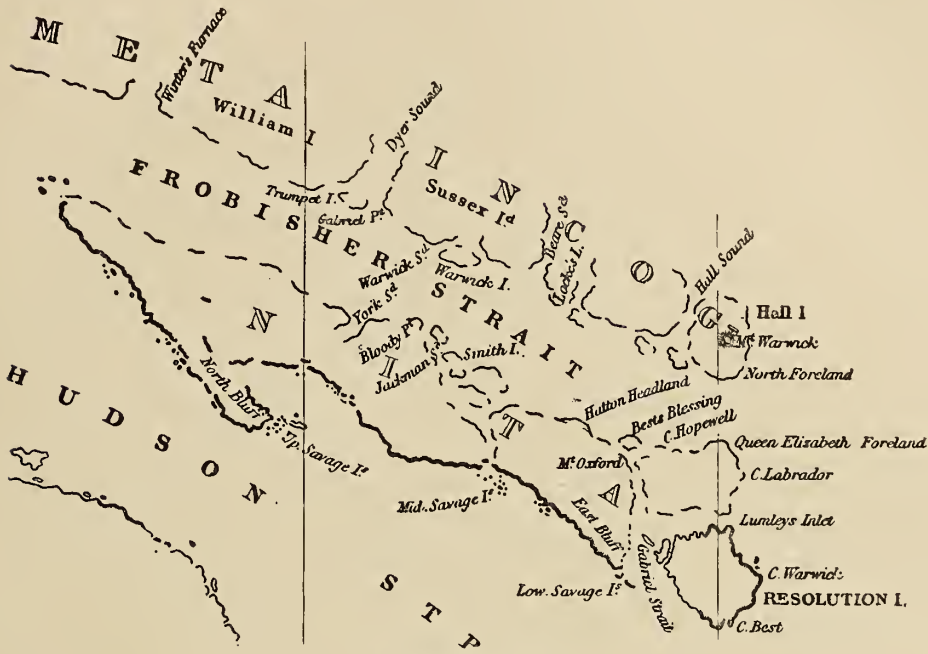 META INCOGNITA
Winter's Furnace
William I
Dyer Sound
FROBISHER STRAIT
Trumpet I.
Gabriel Pt
Sussex Id
Beare Sd
Locke's I.
Hall Sound
Hall I
Mt Warwick
North Foreland
Warwick Sd
Warwick I.
York Sd
Bloody Pt
Jackman Sd
Smith I.
Hutton Headland
Bests Blessing
C. Hopewell
Queen Elisabeth Foreland
Mt Oxford
C. Labrador
HUDSON
North Bluff
Up. Savage Is
Mid. Savage Is
East Bluff
Gabriel Strait
Lumleys Inlet
C. Warwick
RESOLUTION I.
Low. Savage Is
C. Best
STR